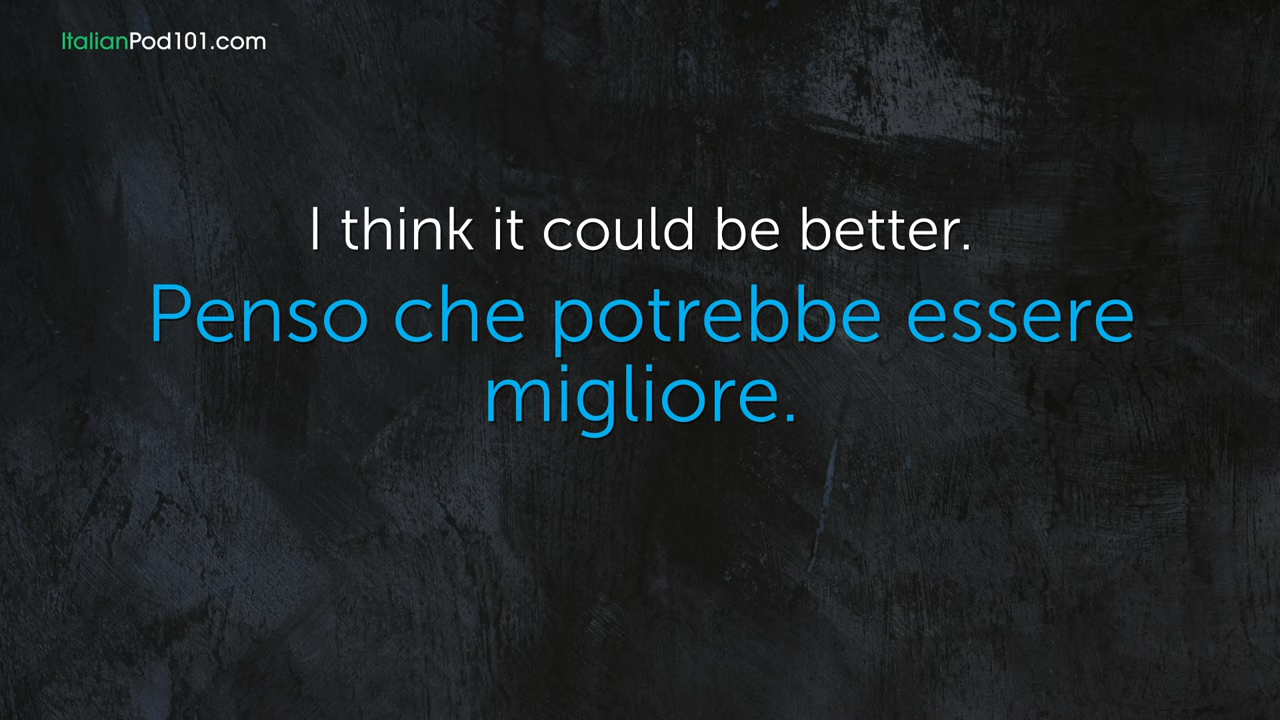 ItalianPod101.com
I think it could be better.
Penso che potrebbe essere
migliore.